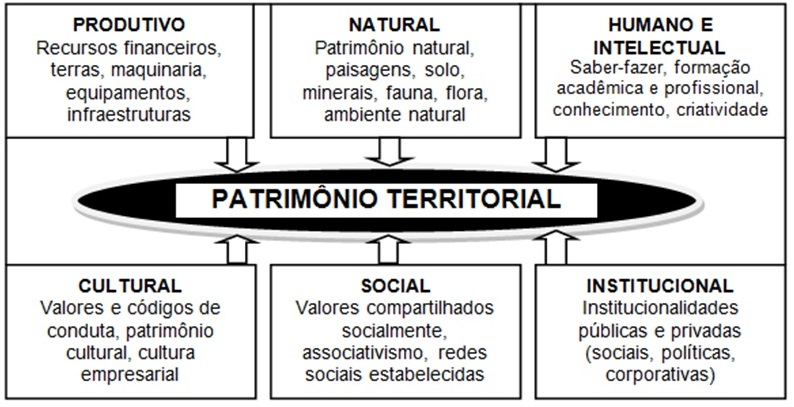 PRODUTIVO
Recursos financeiros,
terras, maquinaria,
equipamentos,
infraestruturas
NATURAL
Patrimônio natural,
paisagens, solo,
minerais, fauna, flora,
ambiente natural
HUMANO E
INTELECTUAL
Saber-fazer, formação
acadêmica e profissional,
conhecimento, criatividade
PATRIMÔNIO TERRITORIAL
CULTURAL
Valores e códigos de
conduta, patrimônio
cultural, cultura
empresarial
SOCIAL
Valores compartilhados
socialmente,
associativismo, redes
sociais estabelecidas
INSTITUCIONAL
Institucionalidades
públicas e privadas
(sociais, políticas,
corporativas)